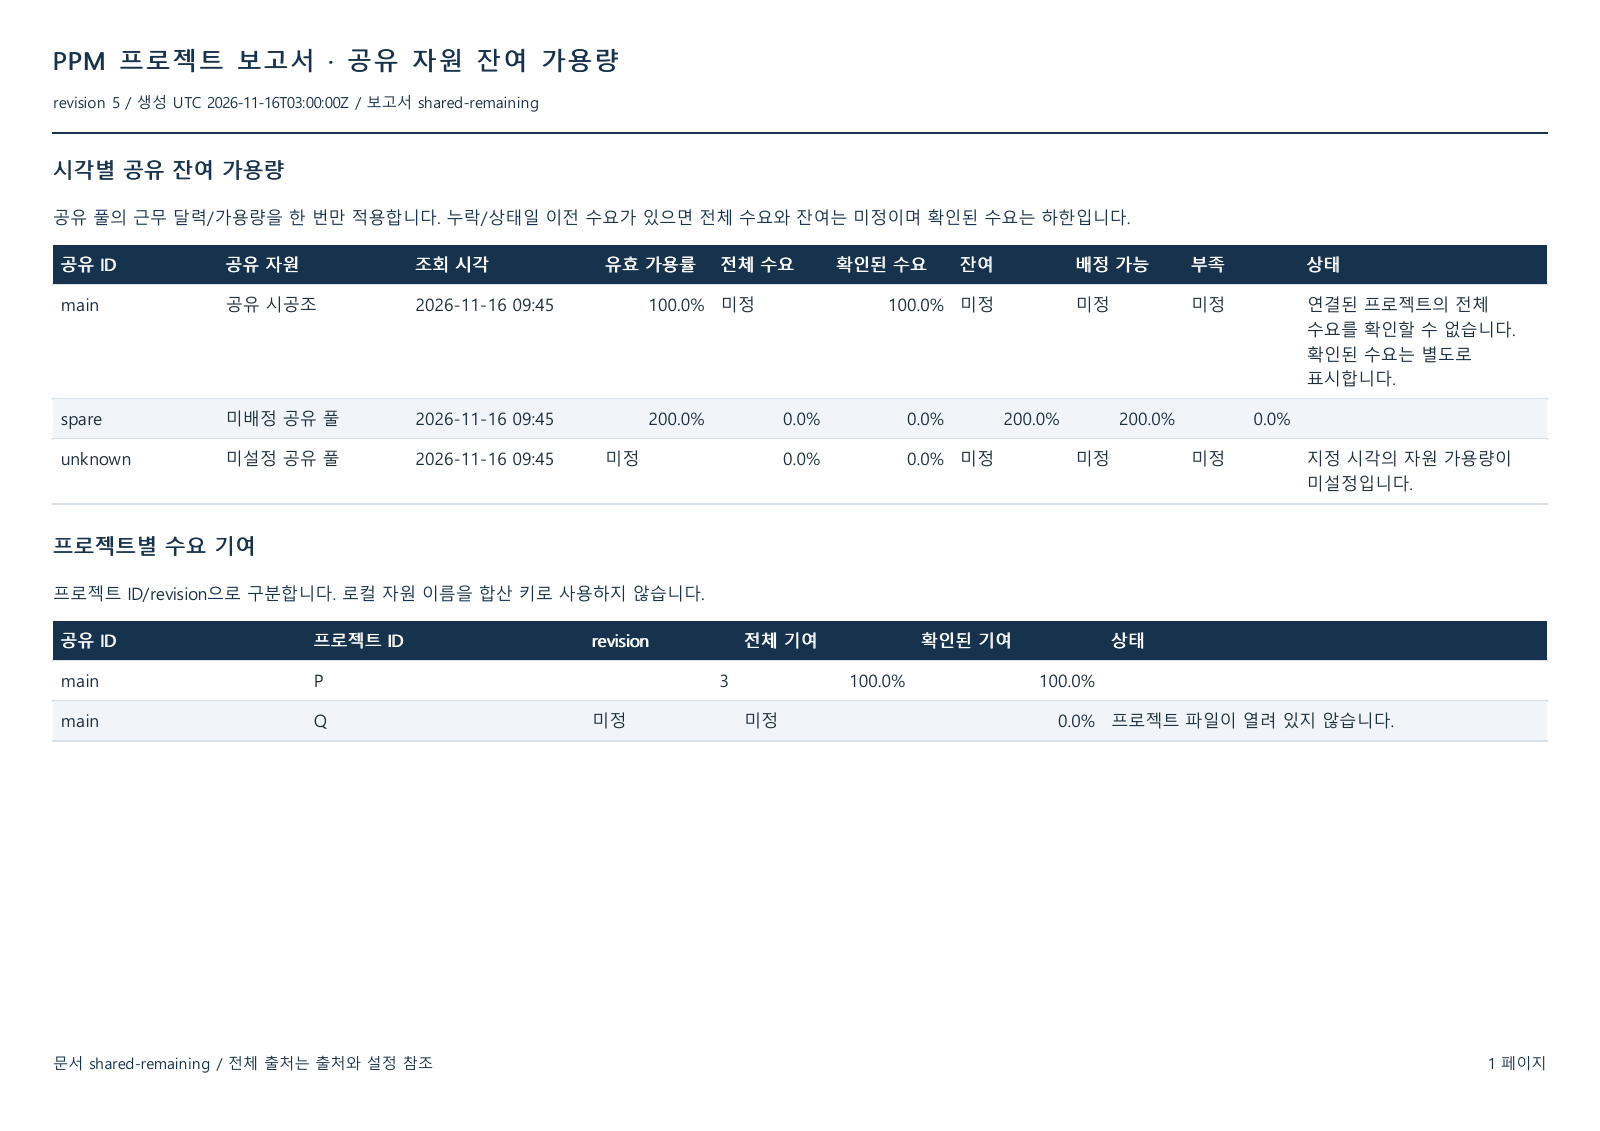 PPM 프로젝트 보고서 · 공유 자원 잔여 가용량
revision 5 / 생성 UTC 2026-11-16T03:00:00Z / 보고서 shared-remaining
시각별 공유 잔여 가용량
공유 풀의 근무 달력/가용량을 한 번만 적용합니다. 누락/상태일 이전 수요가 있으면 전체 수요와 잔여는 미정이며 확인된 수요는 하한입니다.
공유 ID 공유 자원 조회 시각 유효 가용률 전체 수요 확인된 수요 잔여 배정 가능 부족 상태
main 공유 시공조 2026-11-16 09:45 100.0% 미정 100.0% 미정 미정 미정 연결된 프로젝트의 전체
수요를 확인할 수 없습니다.
확인된 수요는 별도로
표시합니다.
spare 미배정 공유 풀 2026-11-16 09:45 200.0% 0.0% 0.0% 200.0% 200.0% 0.0%
unknown 미설정 공유 풀 2026-11-16 09:45 미정 0.0% 0.0% 미정 미정 미정 지정 시각의 자원 가용량이
미설정입니다.
프로젝트별 수요 기여
프로젝트 ID/revision으로 구분합니다. 로컬 자원 이름을 합산 키로 사용하지 않습니다.
공유 ID 프로젝트 ID revision 전체 기여 확인된 기여 상태
main P 3 100.0% 100.0%
main Q 미정 미정 0.0% 프로젝트 파일이 열려 있지 않습니다.
문서 shared-remaining / 전체 출처는 출처와 설정 참조
1 페이지